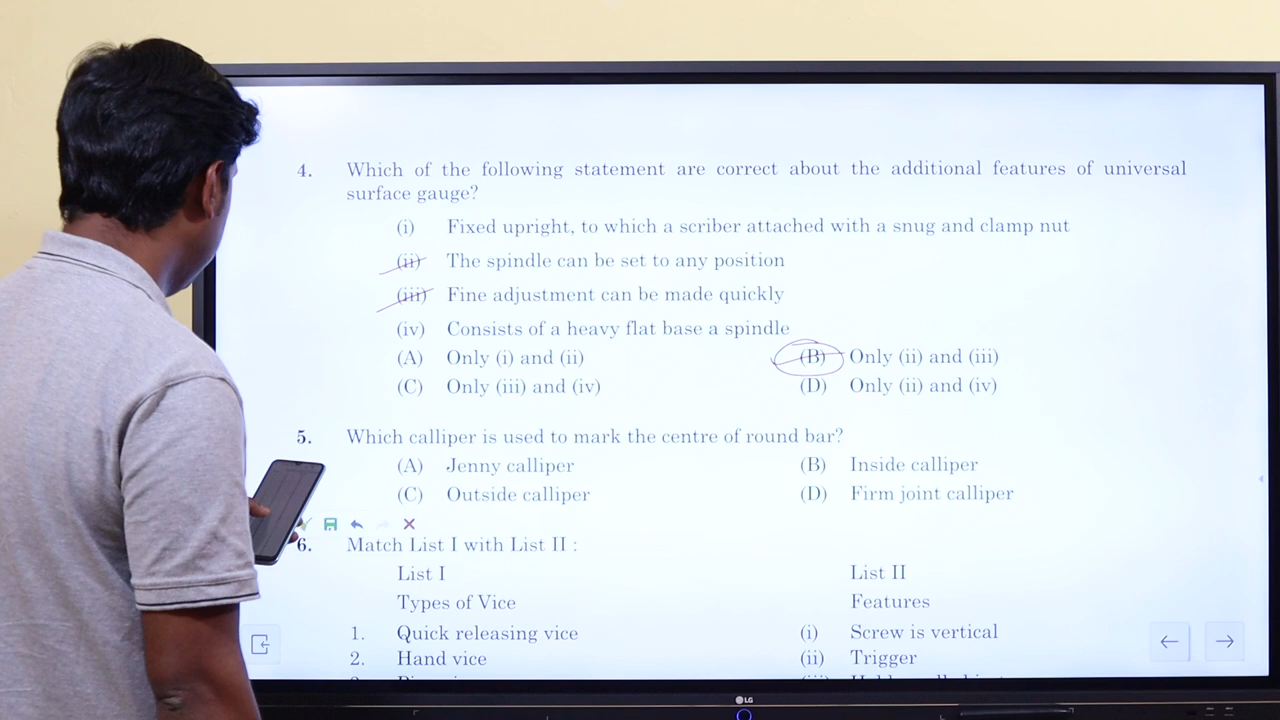 4. Which of the following statement are correct about the additional features of universal
surface gauge?
(i) Fixed upright, to which a scriber attached with a snug and clamp nut
(ii) The spindle can be set to any position
(iii) Fine adjustment can be made quickly
(iv) Consists of a heavy flat base a spindle
(A) Only (i) and (ii) (B) Only (ii) and (iii)
(C) Only (iii) and (iv) (D) Only (ii) and (iv)
5. Which calliper is used to mark the centre of round bar?
(A) Jenny calliper (B) Inside calliper
(C) Outside calliper (D) Firm joint calliper
6. Match List I with List II :
List I List II
Types of Vice Features
1. Quick releasing vice (i) Screw is vertical
2. Hand vice (ii) Trigger
LG